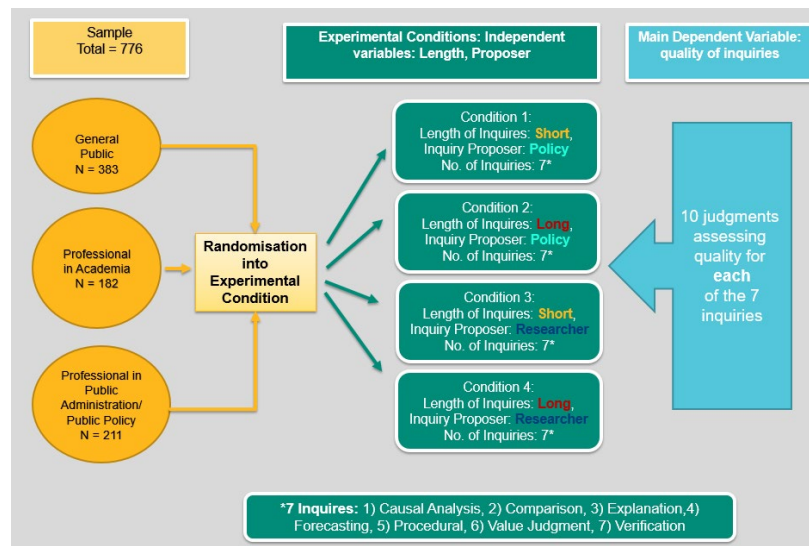 Sample
Total = 776
Experimental Conditions: Independent
variables: Length, Proposer
Main Dependent Variable:
quality of inquiries
General
Public
N = 383
Professional
in Academia
N = 182
Professional in
Public
Administration/
Public Policy
N = 211
Randomisation
into
Experimental
Condition
Condition 1:
Length of Inquires: Short,
Inquiry Proposer: Policy
No. of Inquiries: 7*
Condition 2:
Length of Inquires: Long,
Inquiry Proposer: Policy
No. of Inquiries: 7*
Condition 3:
Length of Inquires: Short,
Inquiry Proposer: Researcher
No. of Inquiries: 7*
Condition 4:
Length of Inquires: Long,
Inquiry Proposer: Researcher
No. of Inquiries: 7*
10 judgments
assessing
quality for
each
of the 7
inquiries
*7 Inquires: 1) Causal Analysis, 2) Comparison, 3) Explanation,4)
Forecasting, 5) Procedural, 6) Value Judgment, 7) Verification